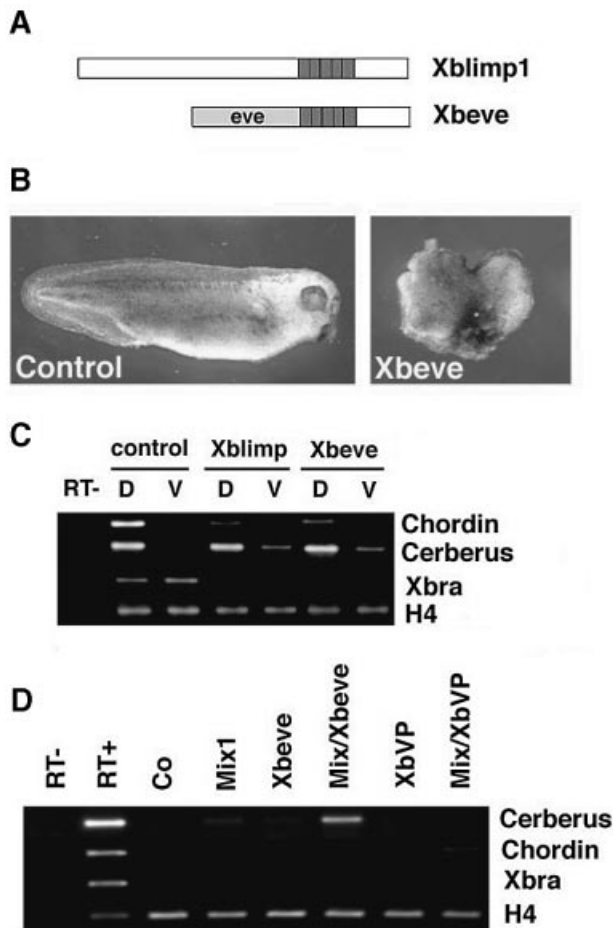 A
Xblimp1
eve
Xbeve
B
Control
Xbeve
C
control Xblimp Xbeve
RT- D V D V D V
Chordin
Cerberus
Xbra
H4
D
RT- RT+ Co Mix1 Xbeve Mix/Xbeve XbVP Mix/XbVP
Cerberus
Chordin
Xbra
H4